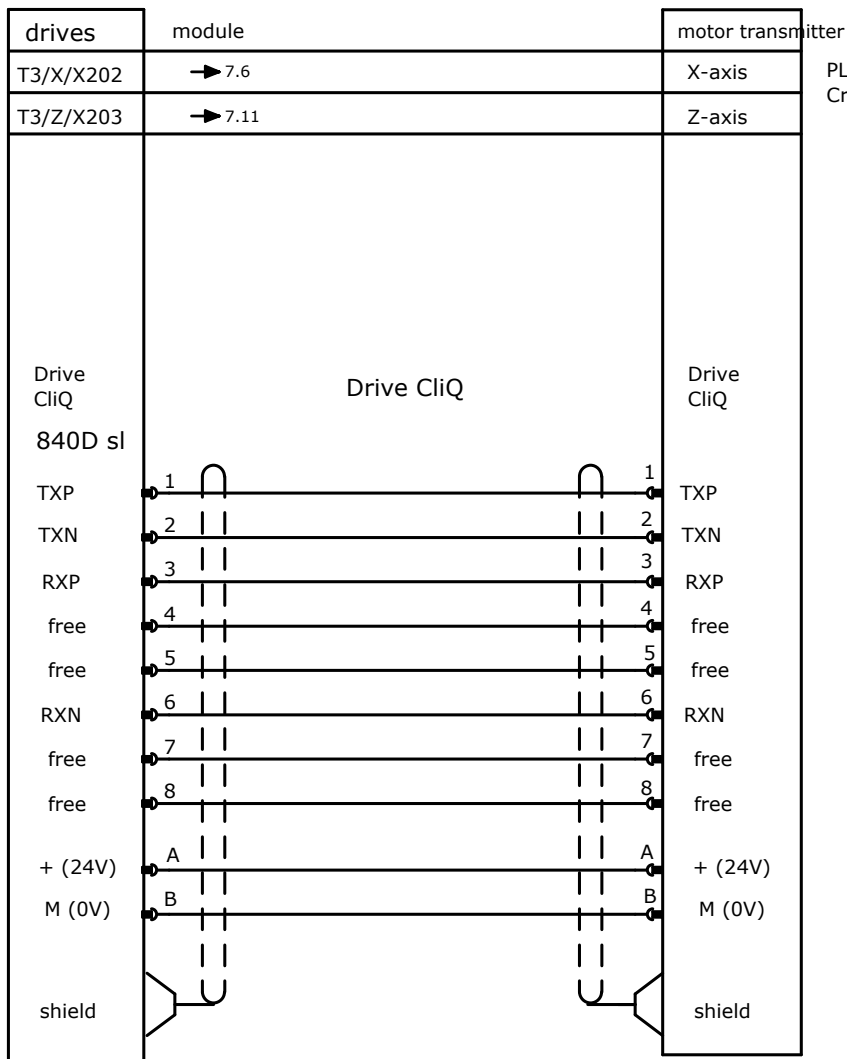 drives module motor transmitter
T3/X/X202 7.6 X-axis
T3/Z/X203 7.11 Z-axis
PL
Cr
Drive
CliQ
840D sl
Drive CliQ
Drive
CliQ
TXP 1 1 TXP
TXN 2 2 TXN
RXP 3 3 RXP
free 4 4 free
free 5 5 free
RXN 6 6 RXN
free 7 7 free
free 8 8 free
+ (24V) A A + (24V)
M (0V) B B M (0V)
shield shield